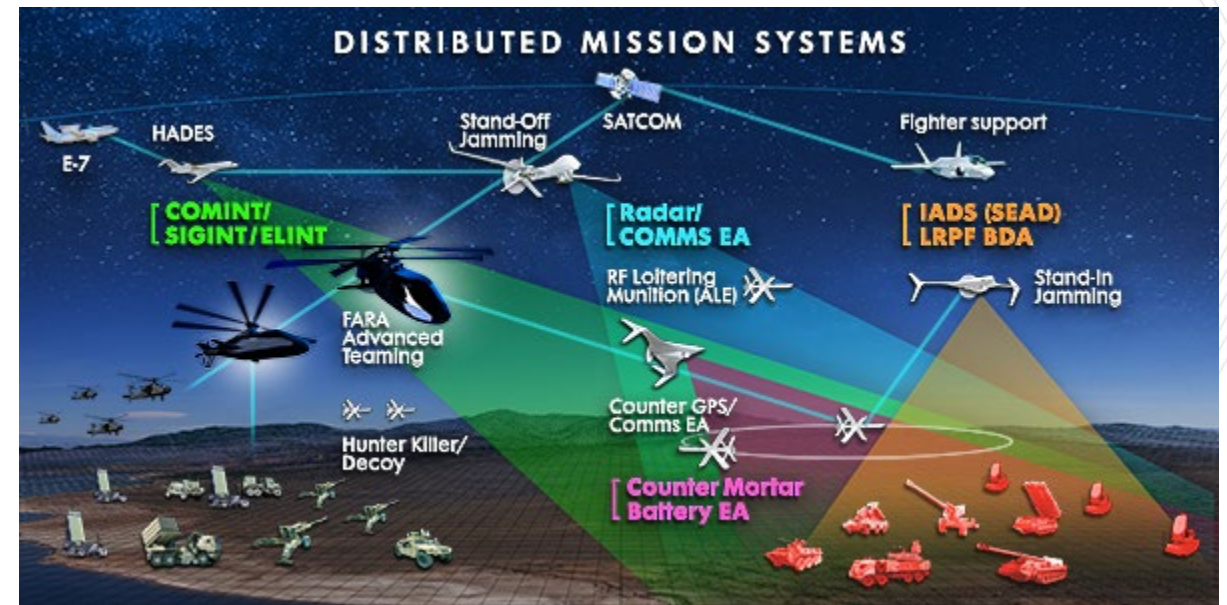 DISTRIBUTED MISSION SYSTEMS
E-7
HADES
Stand-Off
Jamming
SATCOM
Fighter support
COMINT/
SIGINT/ELINT
Radar/
COMMS EA
IADS (SEAD)
LRPF BDA
RF Loitering
Munition (ALE)
Stand-In
Jamming
FARA
Advanced
Teaming
Counter GPS/
Comms EA
Hunter Killer/
Decoy
Counter Mortar
Battery EA